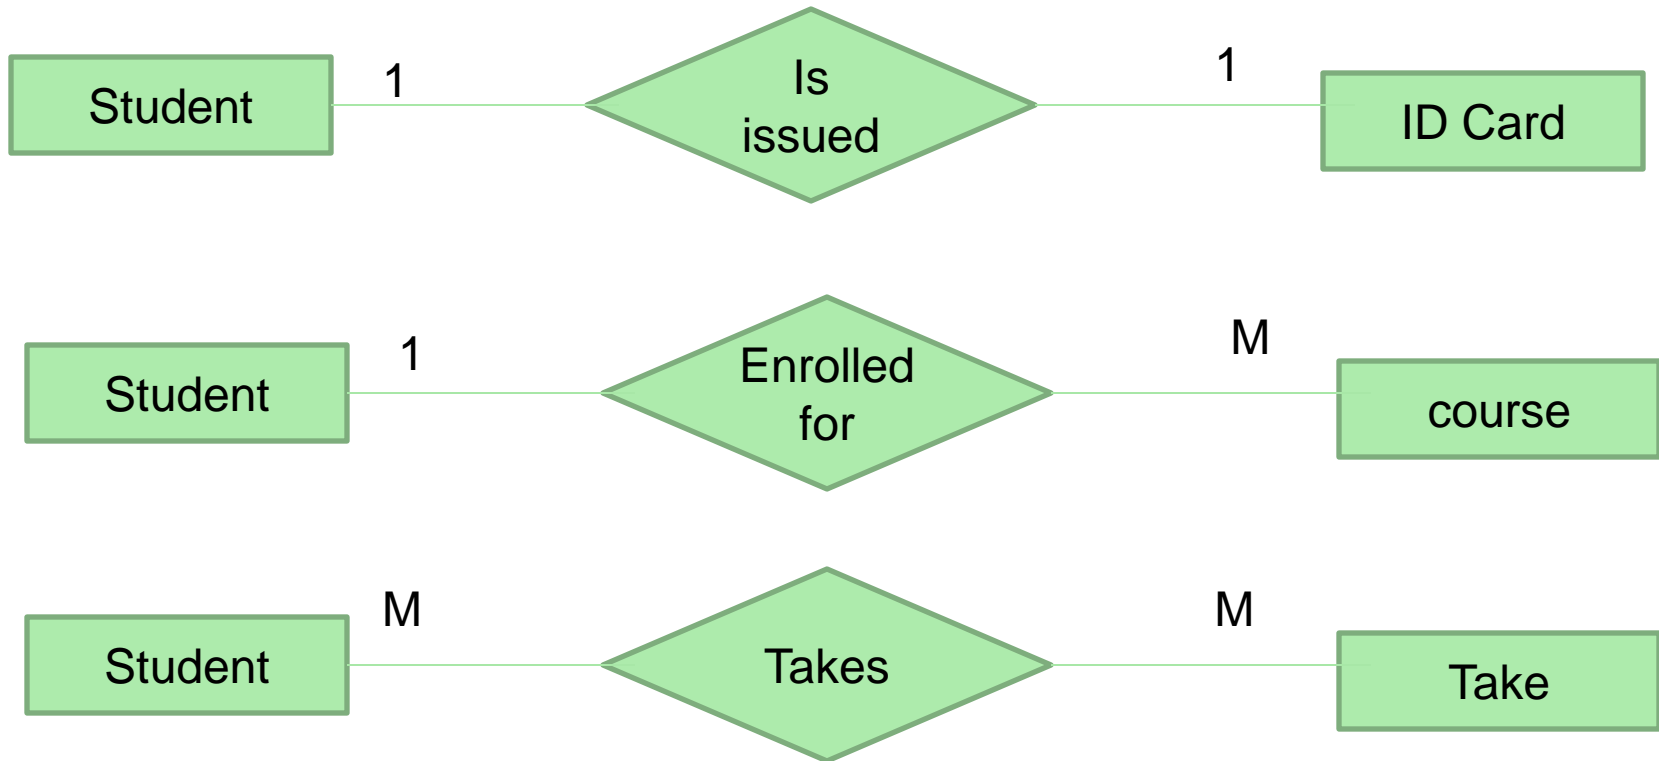 Student
1
Is
issued
1
ID Card
Student
1
Enrolled
for
M
course
Student
M
Takes
M
Take